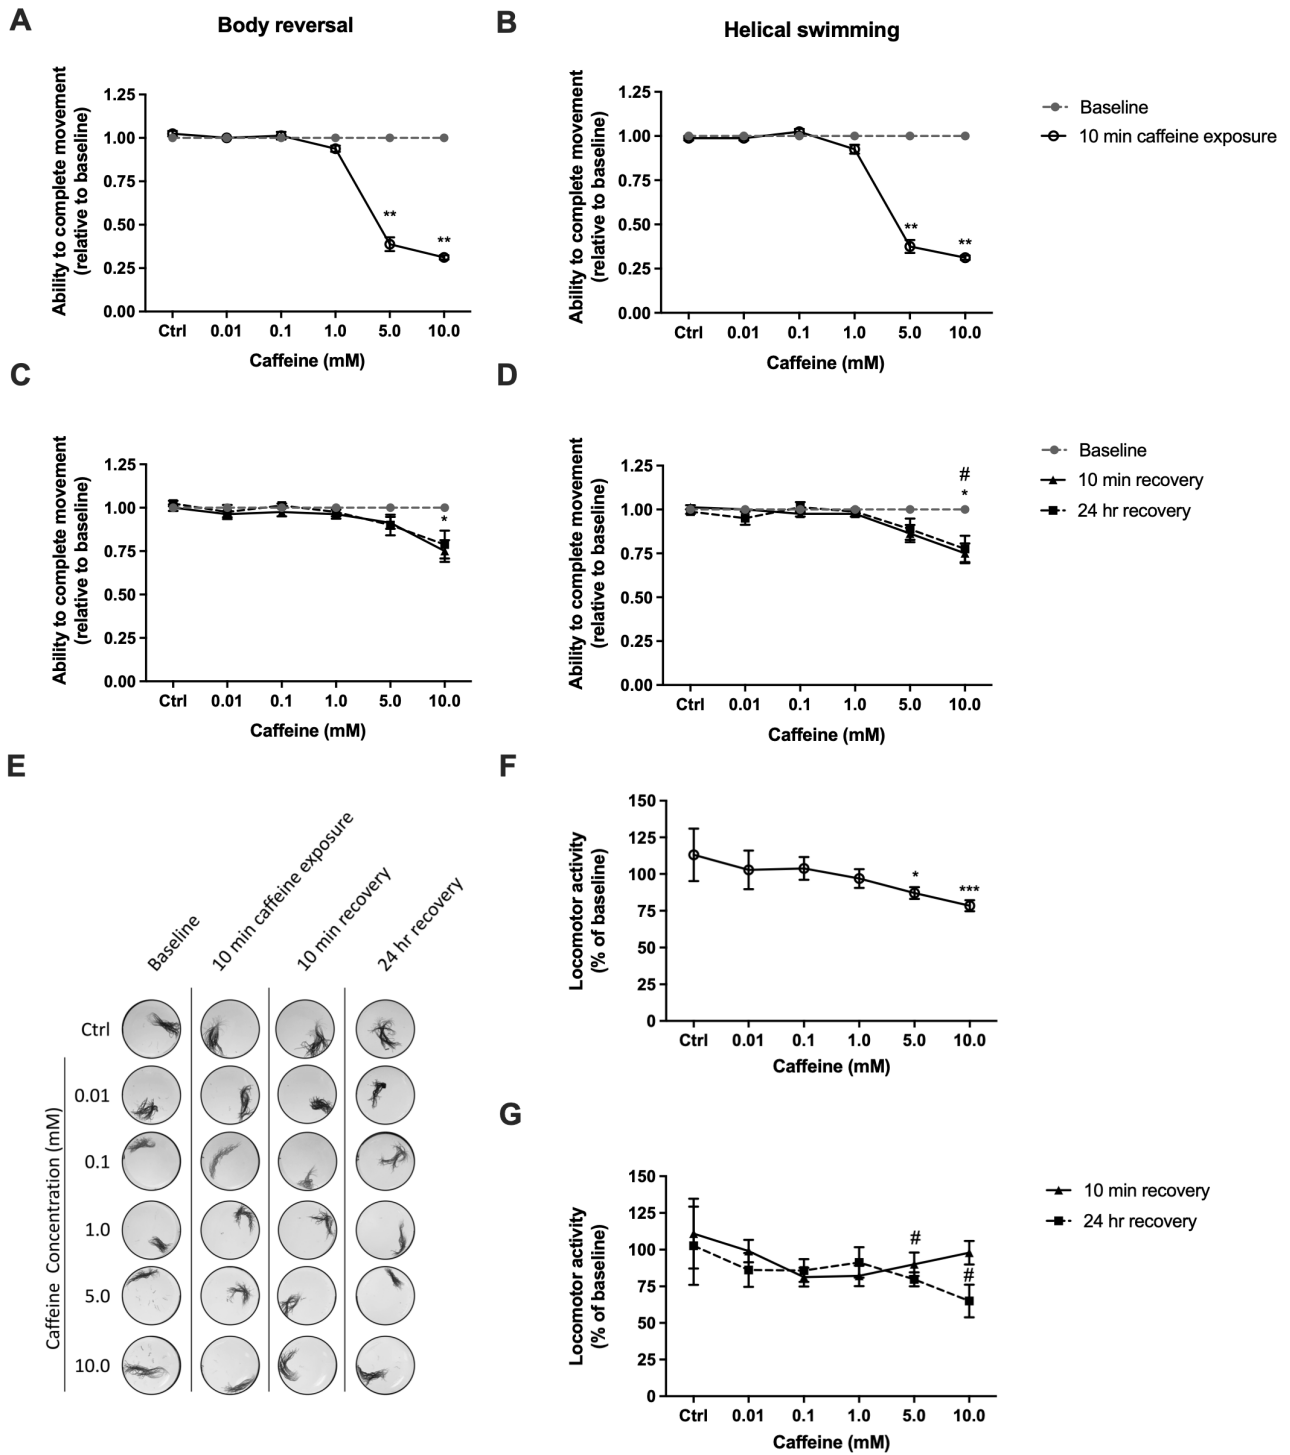 A
Body reversal
Ability to complete movement
(relative to baseline)
1.25
1.00
0.75
0.50
0.25
0.00
**
**
Ctrl 0.01 0.1 1.0 5.0 10.0
Caffeine (mM)
B
Helical swimming
Ability to complete movement
(relative to baseline)
1.25
1.00
0.75
0.50
0.25
0.00
**
**
Ctrl 0.01 0.1 1.0 5.0 10.0
Caffeine (mM)
Baseline
10 min caffeine exposure
C
Ability to complete movement
(relative to baseline)
1.25
1.00
0.75
0.50
0.25
0.00
*
Ctrl 0.01 0.1 1.0 5.0 10.0
Caffeine (mM)
D
Ability to complete movement
(relative to baseline)
1.25
1.00
0.75
0.50
0.25
0.00
#
*
Ctrl 0.01 0.1 1.0 5.0 10.0
Caffeine (mM)
Baseline
10 min recovery
24 hr recovery
E
Baseline
10 min caffeine exposure
10 min recovery
24 hr recovery
Caffeine Concentration (mM)
Ctrl
0.01
0.1
1.0
5.0
10.0
F
Locomotor activity
(% of baseline)
150
125
100
75
50
25
0
*
***
Ctrl 0.01 0.1 1.0 5.0 10.0
Caffeine (mM)
G
Locomotor activity
(% of baseline)
150
125
100
75
50
25
0
#
#
Ctrl 0.01 0.1 1.0 5.0 10.0
Caffeine (mM)
10 min recovery
24 hr recovery